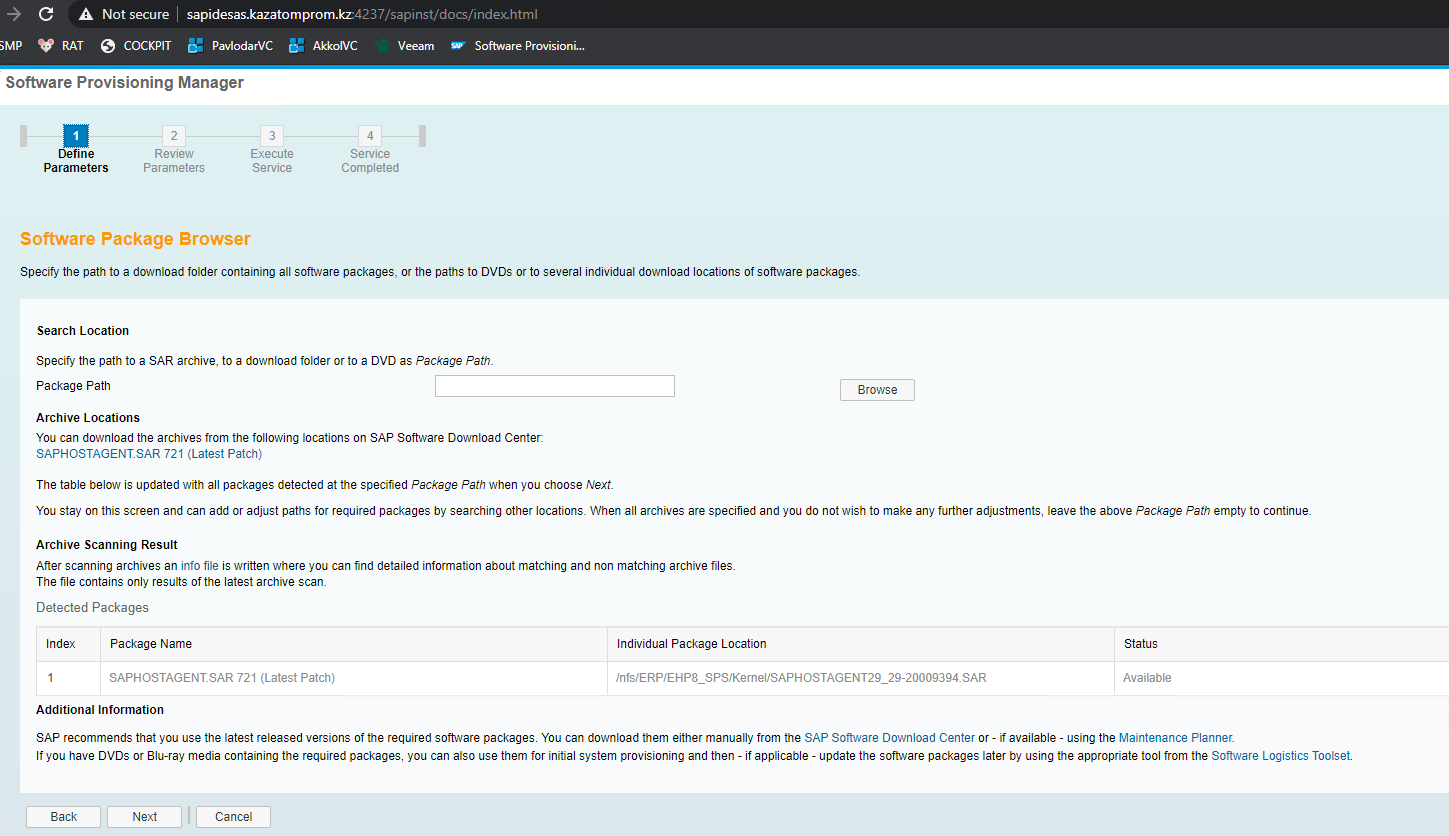 Not secure sapidesas.kazatomprom.kz:4237/sapinst/docs/index.html
SMP RAT COCKPIT PavlodarVC AkkolVC Veeam SAP Software Provisioni...
Software Provisioning Manager
1 2 3 4
Define Review Execute Service
Parameters Parameters Service Completed
Software Package Browser
Specify the path to a download folder containing all software packages, or the paths to DVDs or to several individual download locations of software packages.
Search Location
Specify the path to a SAR archive, to a download folder or to a DVD as Package Path.
Package Path Browse
Archive Locations
You can download the archives from the following locations on SAP Software Download Center:
SAPHOSTAGENT.SAR 721 (Latest Patch)
The table below is updated with all packages detected at the specified Package Path when you choose Next.
You stay on this screen and can add or adjust paths for required packages by searching other locations. When all archives are specified and you do not wish to make any further adjustments, leave the above Package Path empty to continue.
Archive Scanning Result
After scanning archives an info file is written where you can find detailed information about matching and non matching archive files.
The file contains only results of the latest archive scan.
Detected Packages
Index Package Name Individual Package Location Status
1 SAPHOSTAGENT.SAR 721 (Latest Patch) /nfs/ERP/EHP8_SPS/Kernel/SAPHOSTAGENT29_29-20009394.SAR Available
Additional Information
SAP recommends that you use the latest released versions of the required software packages. You can download them either manually from the SAP Software Download Center or - if available - using the Maintenance Planner.
If you have DVDs or Blu-ray media containing the required packages, you can also use them for initial system provisioning and then - if applicable - update the software packages later by using the appropriate tool from the Software Logistics Toolset.
Back Next Cancel